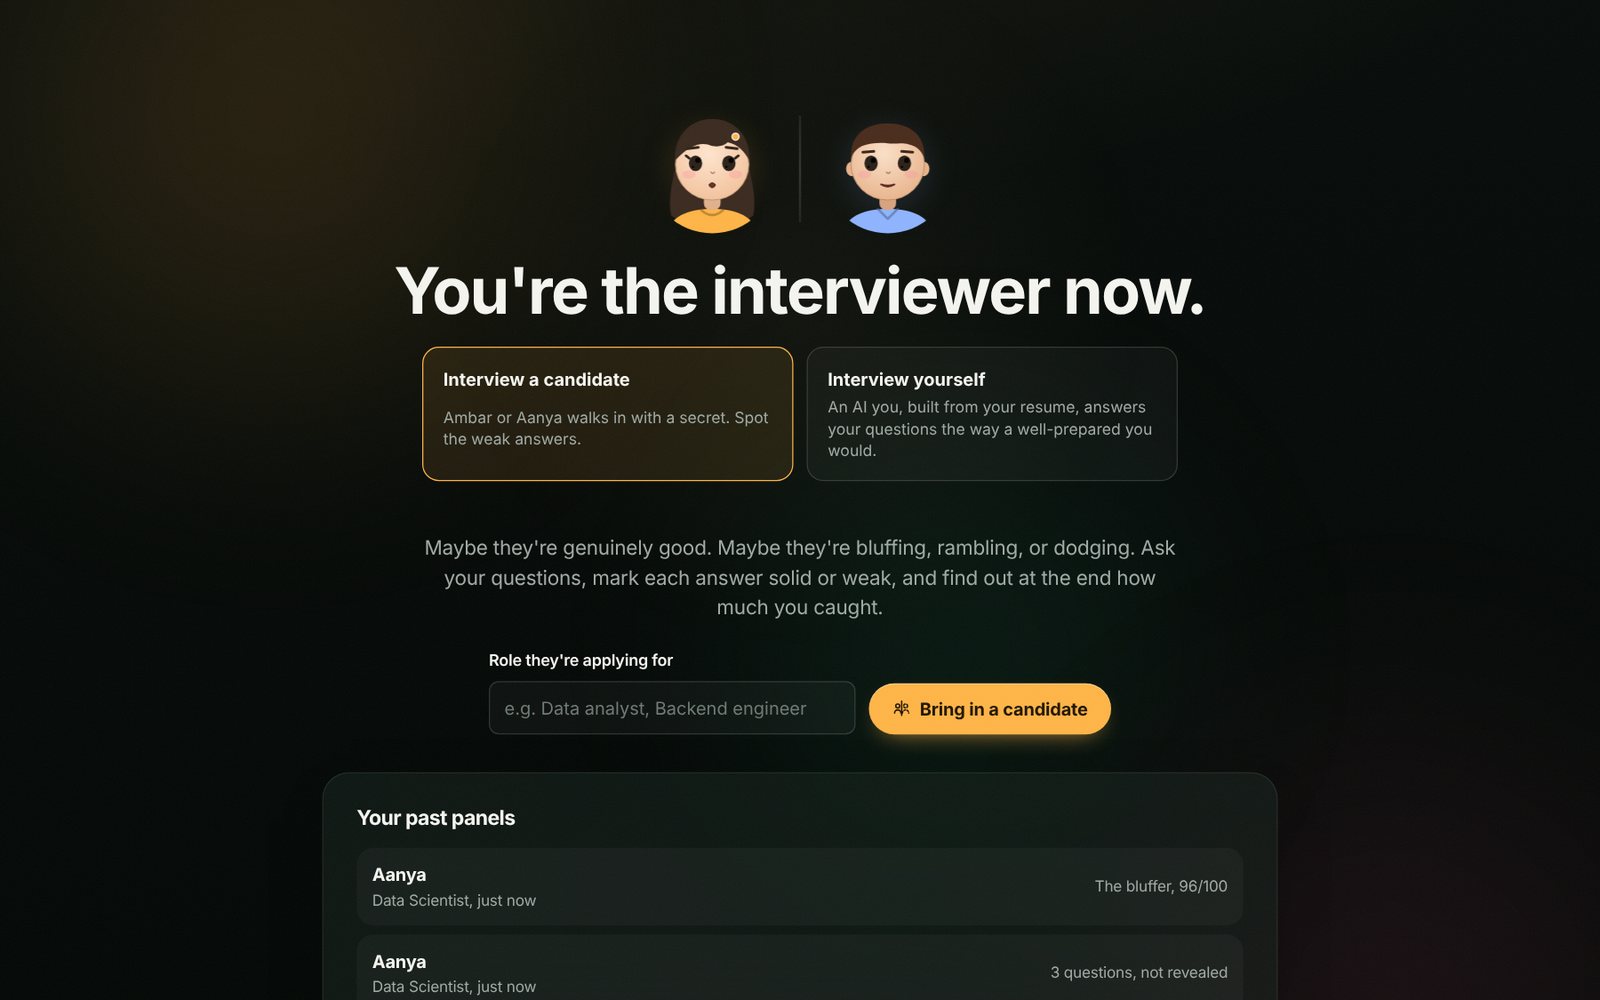 You're the interviewer now.
Interview a candidate
Ambar or Aanya walks in with a secret. Spot
the weak answers.
Interview yourself
An AI you, built from your resume, answers
your questions the way a well-prepared you
would.
Maybe they're genuinely good. Maybe they're bluffing, rambling, or dodging. Ask
your questions, mark each answer solid or weak, and find out at the end how
much you caught.
Role they're applying for
e.g. Data analyst, Backend engineer
Bring in a candidate
Your past panels
Aanya
Data Scientist, just now
The bluffer, 96/100
Aanya
Data Scientist, just now
3 questions, not revealed